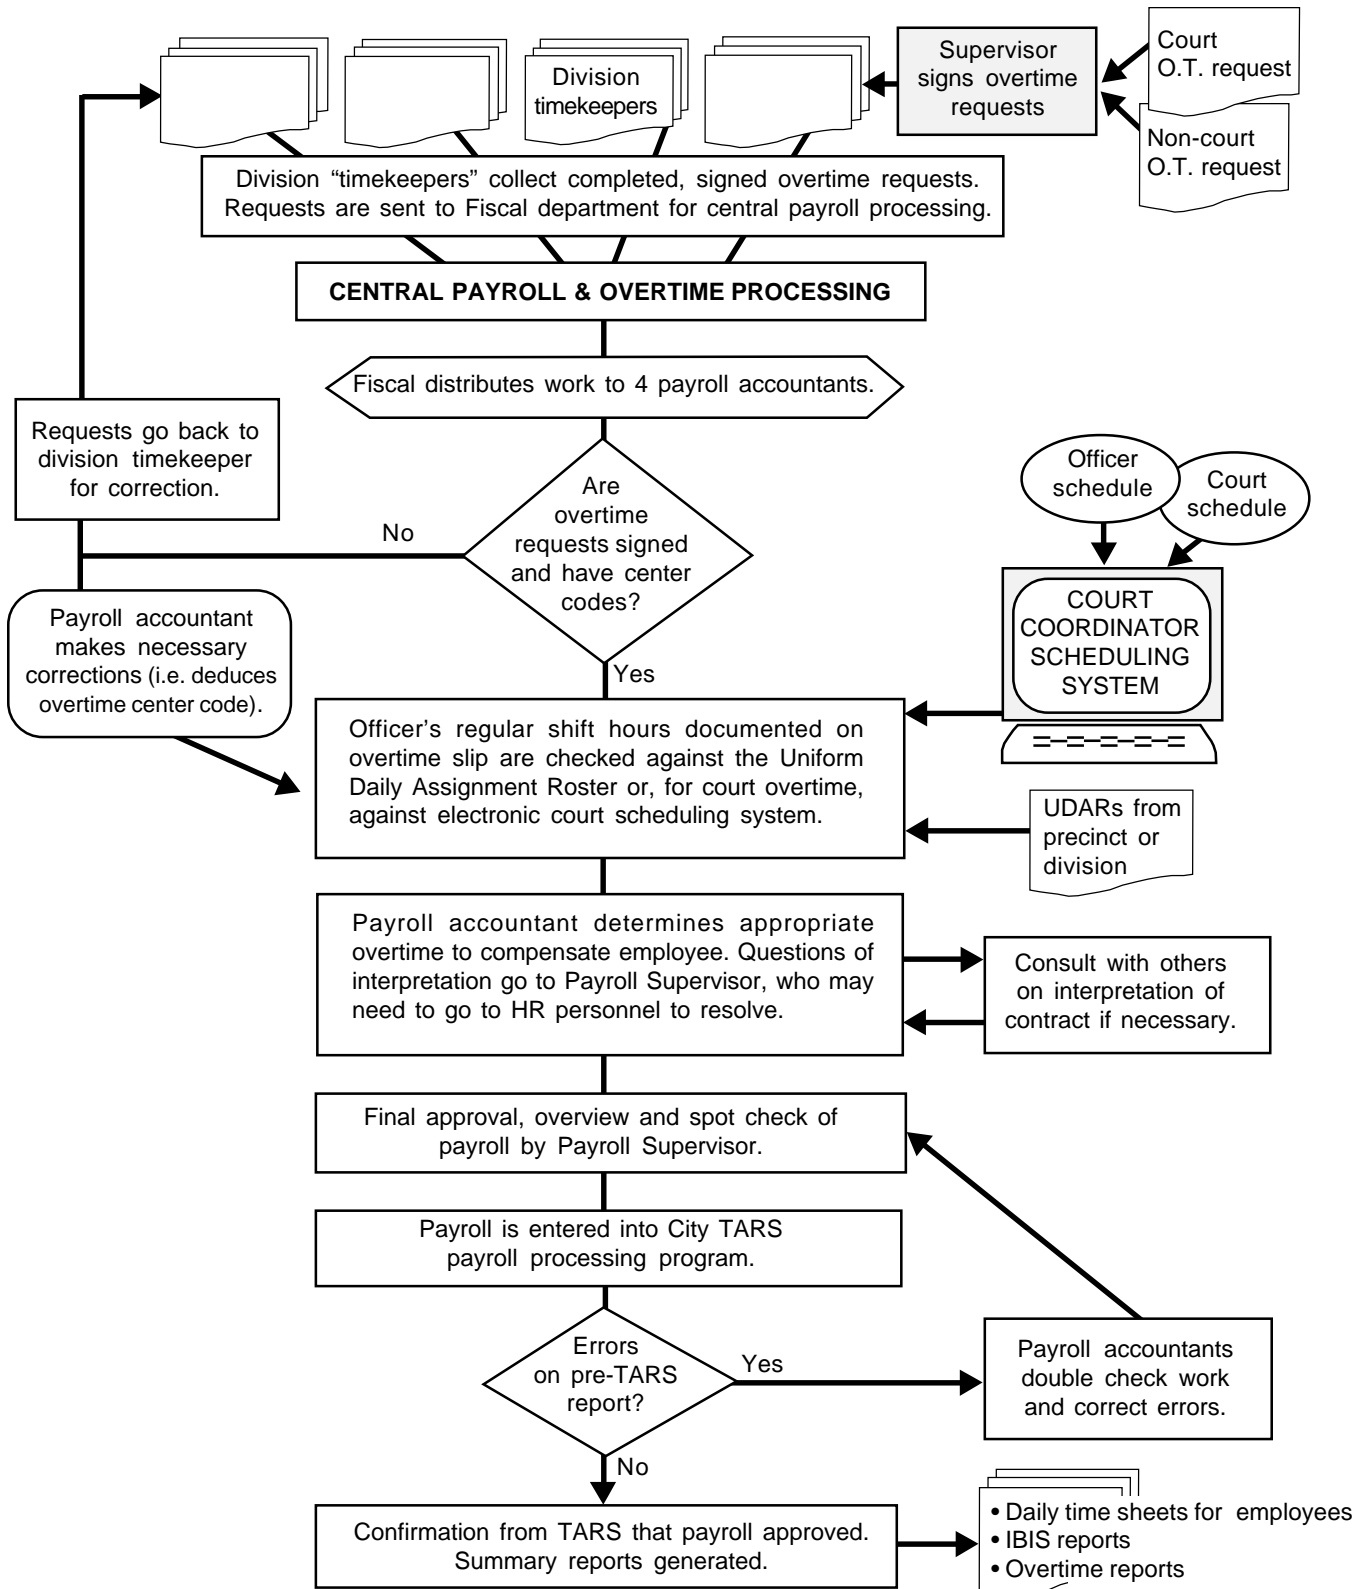 Division
timekeepers
Supervisor
signs overtime
requests
Court
O.T. request
Non-court
O.T. request
Division “timekeepers” collect completed, signed overtime requests.
Requests are sent to Fiscal department for central payroll processing.
CENTRAL PAYROLL & OVERTIME PROCESSING
Fiscal distributes work to 4 payroll accountants.
Requests go back to
division timekeeper
for correction.
Are
overtime
requests signed
and have center
codes?
No
Yes
Officer
schedule
Court
schedule
COURT
COORDINATOR
SCHEDULING
SYSTEM
Payroll accountant
makes necessary
corrections (i.e. deduces
overtime center code).
Officer's regular shift hours documented on
overtime slip are checked against the Uniform
Daily Assignment Roster or, for court overtime,
against electronic court scheduling system.
UDARs from
precinct or
division
Payroll accountant determines appropriate
overtime to compensate employee. Questions of
interpretation go to Payroll Supervisor, who may
need to go to HR personnel to resolve.
Consult with others
on interpretation of
contract if necessary.
Final approval, overview and spot check of
payroll by Payroll Supervisor.
Payroll is entered into City TARS
payroll processing program.
Errors
on pre-TARS
report?
Yes
Payroll accountants
double check work
and correct errors.
No
Confirmation from TARS that payroll approved.
Summary reports generated.
• Daily time sheets for employees
• IBIS reports
• Overtime reports